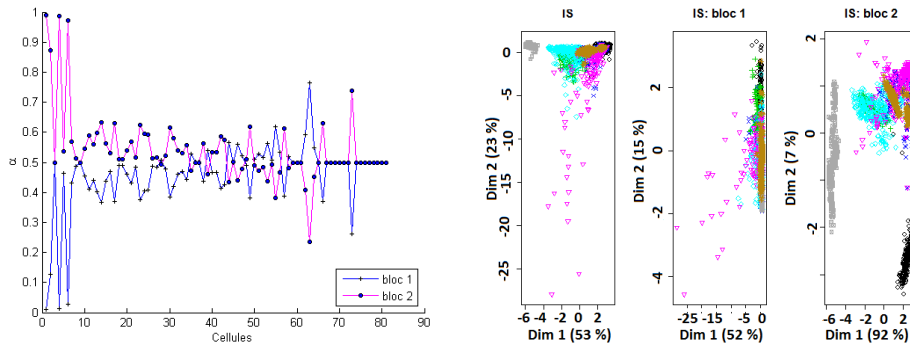 1
0.9
0.8
0.7
0.6
0.5
0.4
0.3
0.2
0.1
0
α
0 10 20 30 40 50 60 70 80 90
Cellules
bloc 1
bloc 2
IS
0
-5
-10
-15
-20
-25
Dim 2 (23 %)
-6 -4 -2 0 2
Dim 1 (53 %)
IS: bloc 1
2
0
-2
-4
Dim 2 (15 %)
-25 -15 -5 0
Dim 1 (52 %)
IS: bloc 2
2
0
-2
Dim 2 (7 %)
-6 -4 -2 0 2
Dim 1 (92 %)